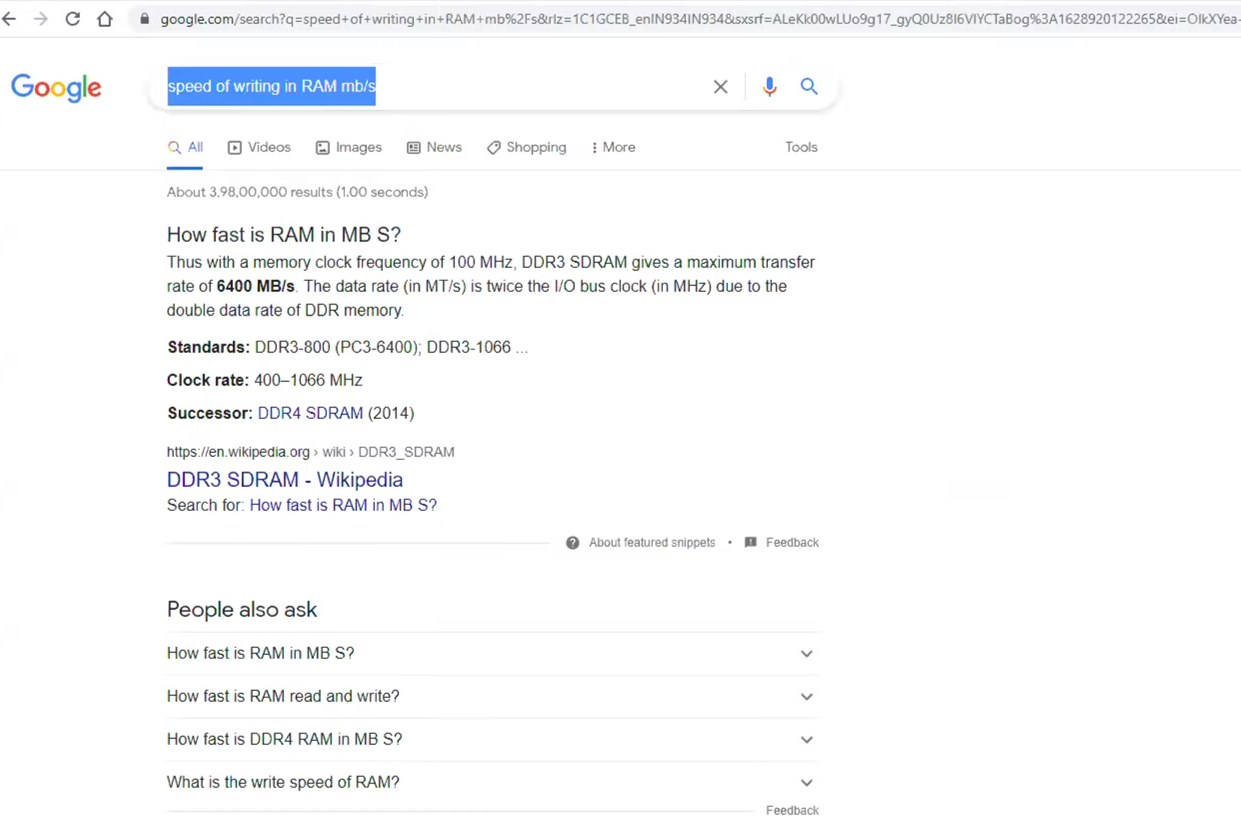 google.com/search?q=speed+of+writing+in+RAM+mb%2Fs&rlz=1C1GCEB_enIN934IN934&sxsrf=ALeKk00wLUo9g17_gyQ0Uz8I6VIYCTaBog%3A1628920122265&ei=OIkXYea-
Google
speed of writing in RAM mb/s
All Videos Images News Shopping More Tools
About 3,98,00,000 results (1.00 seconds)
How fast is RAM in MB S?
Thus with a memory clock frequency of 100 MHz, DDR3 SDRAM gives a maximum transfer
rate of 6400 MB/s. The data rate (in MT/s) is twice the I/O bus clock (in MHz) due to the
double data rate of DDR memory.
Standards: DDR3-800 (PC3-6400); DDR3-1066 ...
Clock rate: 400–1066 MHz
Successor: DDR4 SDRAM (2014)
https://en.wikipedia.org › wiki › DDR3_SDRAM
DDR3 SDRAM - Wikipedia
Search for: How fast is RAM in MB S?
About featured snippets • Feedback
People also ask
How fast is RAM in MB S?
How fast is RAM read and write?
How fast is DDR4 RAM in MB S?
What is the write speed of RAM?
Feedback